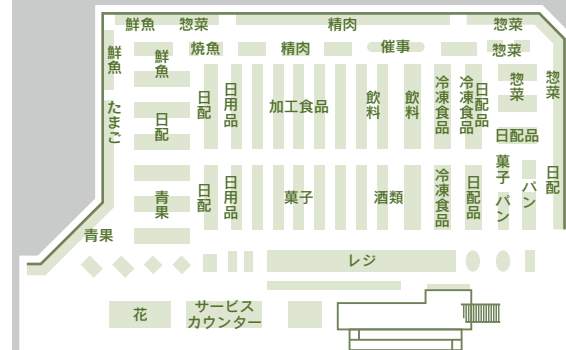 鮮魚
惣菜
精肉
惣菜
鮮魚
鮮魚
焼魚
精肉
催事
惣菜
惣菜
惣菜
たまご
日配
日配
日用品
加工食品
飲料
飲料
冷凍食品
冷凍食品
日配品
日配品
菓子
日配
青果
日配
日用品
菓子
酒類
冷凍食品
日配品
パン
パン
青果
レジ
花
サービス
カウンター